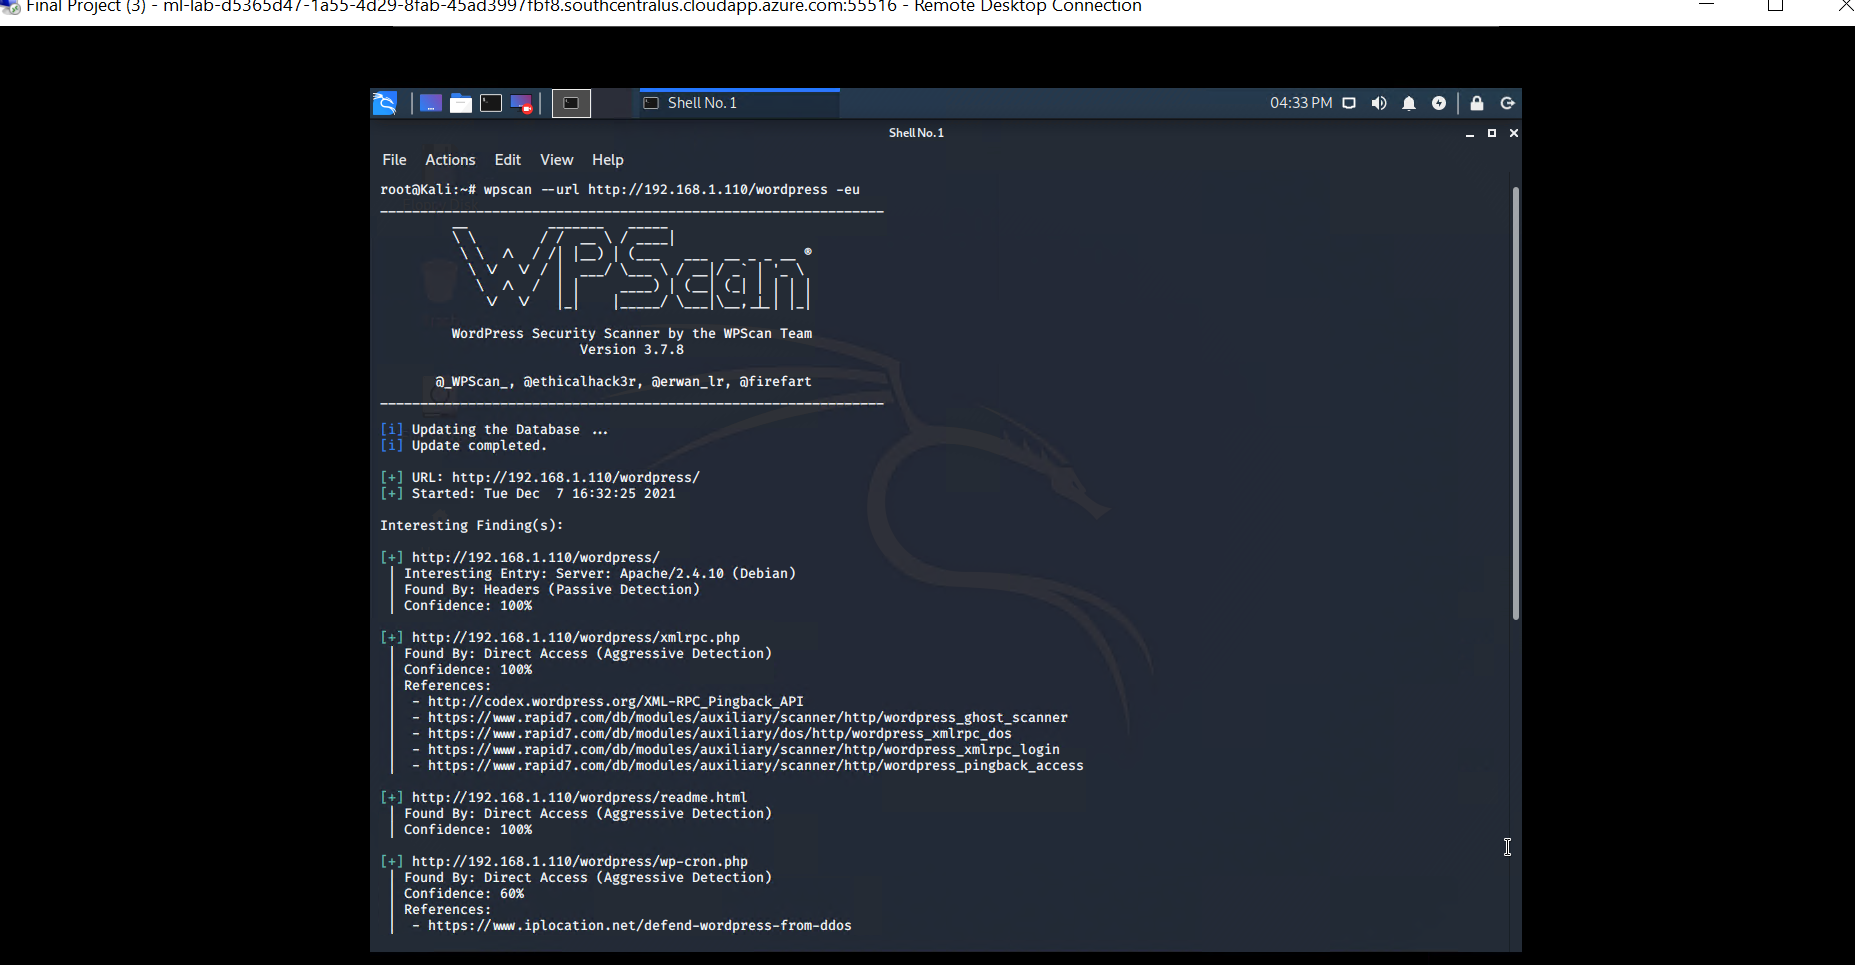 Final Project (3) - ml-lab-d5365d47-1a55-4d29-8fab-45ad3997fbf8.southcentralus.cloudapp.azure.com:55516 - Remote Desktop Connection
Shell No. 1
04:33 PM
Shell No.1
File Actions Edit View Help
root@Kali:~# wpscan --url http://192.168.1.110/wordpress -eu
WPScan ®
WordPress Security Scanner by the WPScan Team
Version 3.7.8
@_WPScan_, @ethicalhack3r, @erwan_lr, @firefart
[i] Updating the Database ...
[i] Update completed.
[+] URL: http://192.168.1.110/wordpress/
[+] Started: Tue Dec  7 16:32:25 2021
Interesting Finding(s):
[+] http://192.168.1.110/wordpress/
| Interesting Entry: Server: Apache/2.4.10 (Debian)
| Found By: Headers (Passive Detection)
| Confidence: 100%
[+] http://192.168.1.110/wordpress/xmlrpc.php
| Found By: Direct Access (Aggressive Detection)
| Confidence: 100%
| References:
|  - http://codex.wordpress.org/XML-RPC_Pingback_API
|  - https://www.rapid7.com/db/modules/auxiliary/scanner/http/wordpress_ghost_scanner
|  - https://www.rapid7.com/db/modules/auxiliary/dos/http/wordpress_xmlrpc_dos
|  - https://www.rapid7.com/db/modules/auxiliary/scanner/http/wordpress_xmlrpc_login
|  - https://www.rapid7.com/db/modules/auxiliary/scanner/http/wordpress_pingback_access
[+] http://192.168.1.110/wordpress/readme.html
| Found By: Direct Access (Aggressive Detection)
| Confidence: 100%
[+] http://192.168.1.110/wordpress/wp-cron.php
| Found By: Direct Access (Aggressive Detection)
| Confidence: 60%
| References:
|  - https://www.iplocation.net/defend-wordpress-from-ddos